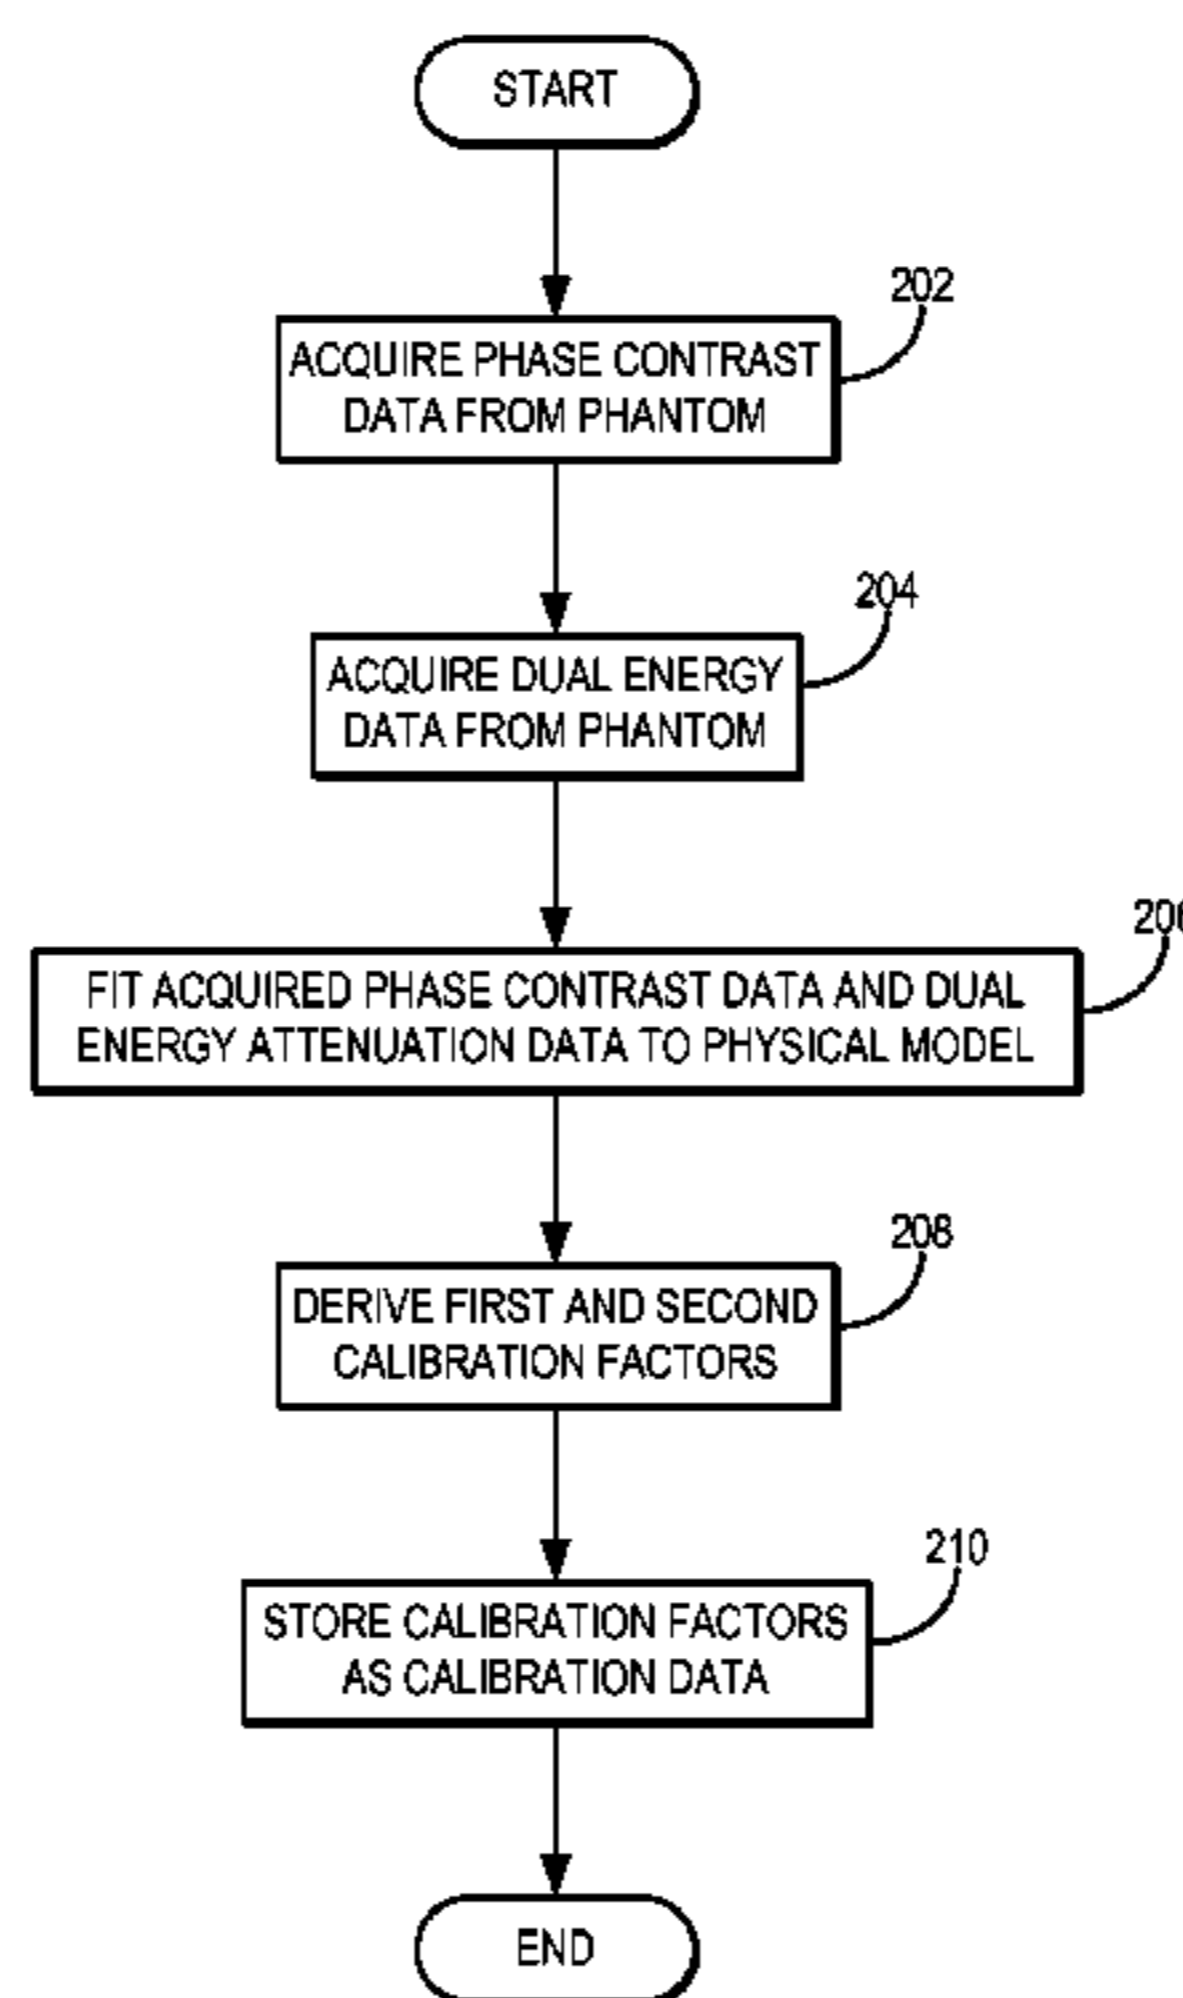 START
202
ACQUIRE PHASE CONTRAST
DATA FROM PHANTOM
204
ACQUIRE DUAL ENERGY
DATA FROM PHANTOM
206
FIT ACQUIRED PHASE CONTRAST DATA AND DUAL
ENERGY ATTENUATION DATA TO PHYSICAL MODEL
208
DERIVE FIRST AND SECOND
CALIBRATION FACTORS
210
STORE CALIBRATION FACTORS
AS CALIBRATION DATA
END